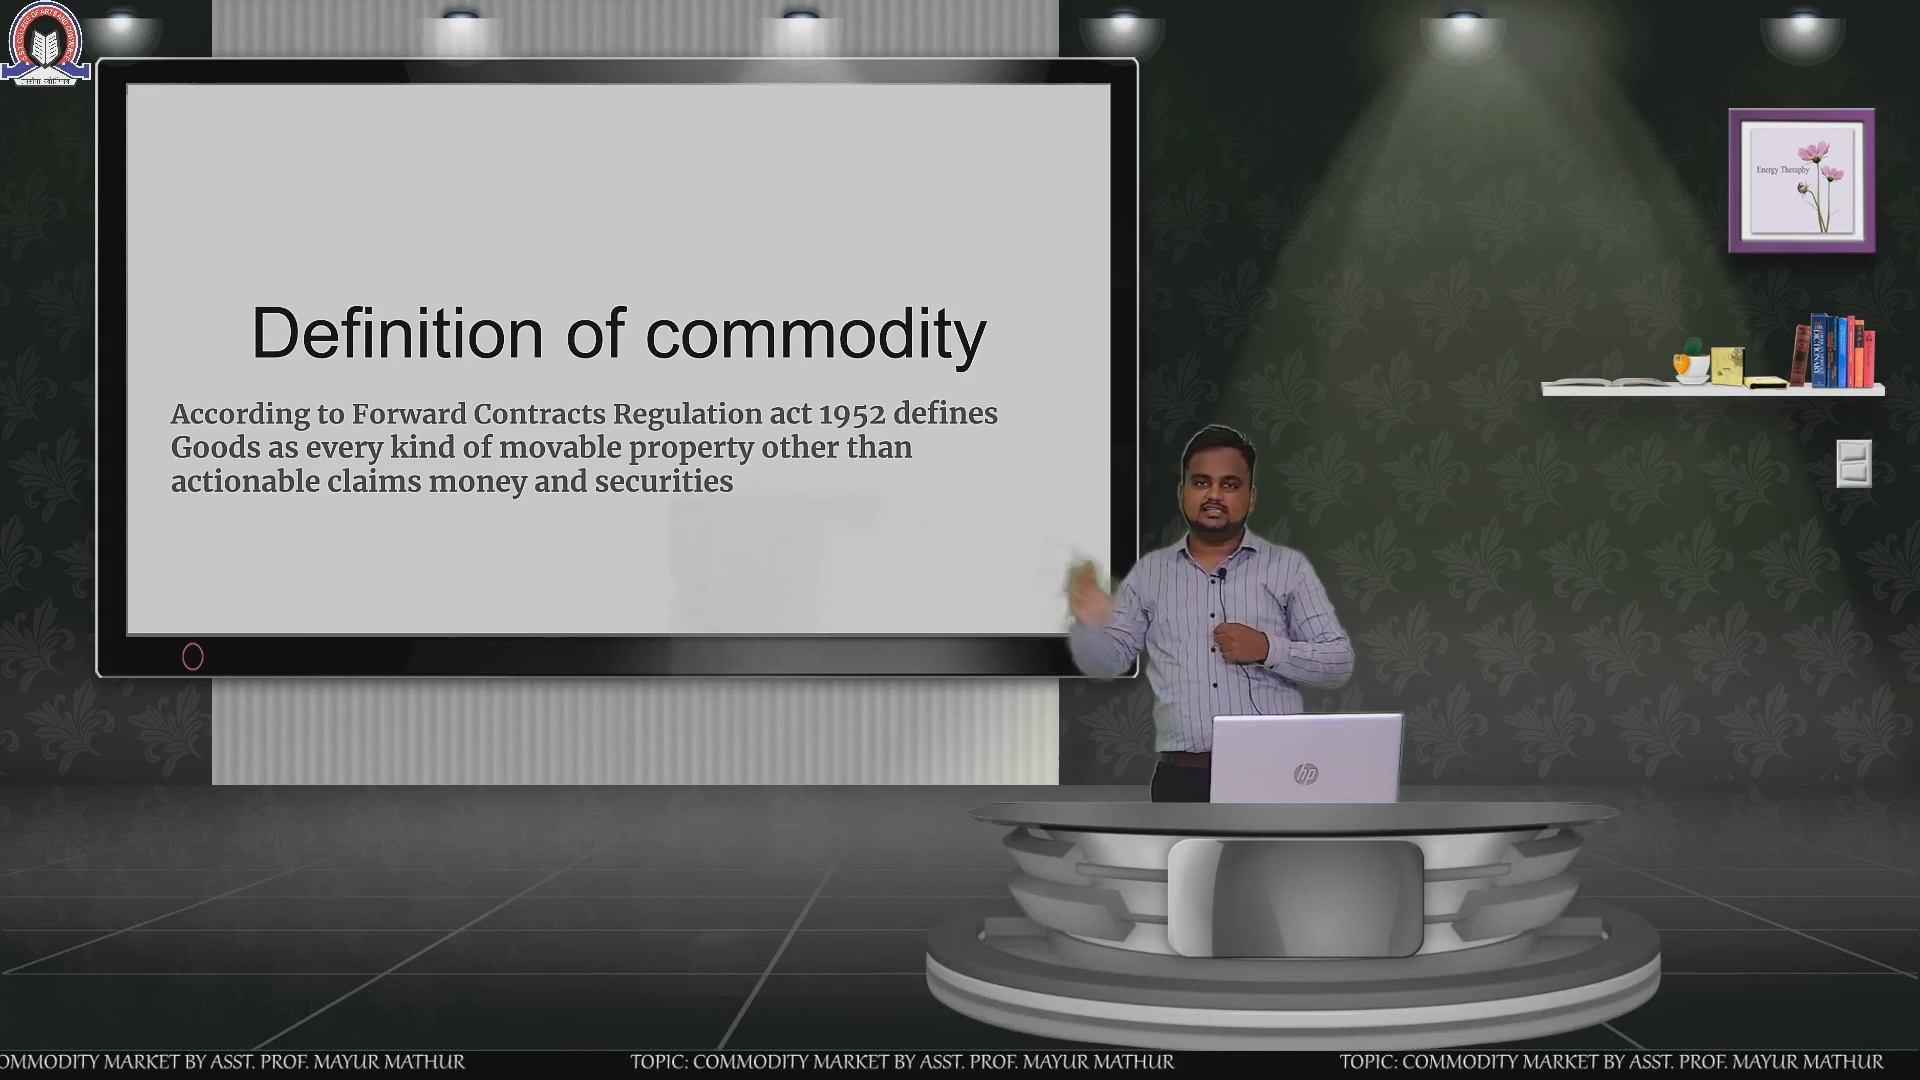 Definition of commodity
According to Forward Contracts Regulation act 1952 defines
Goods as every kind of movable property other than
actionable claims money and securities
Energy Theraphy
DICTIONARY
hp
OMMODITY MARKET BY ASST. PROF. MAYUR MATHUR
TOPIC: COMMODITY MARKET BY ASST. PROF. MAYUR MATHUR
TOPIC: COMMODITY MARKET BY ASST. PROF. MAYUR MATHUR